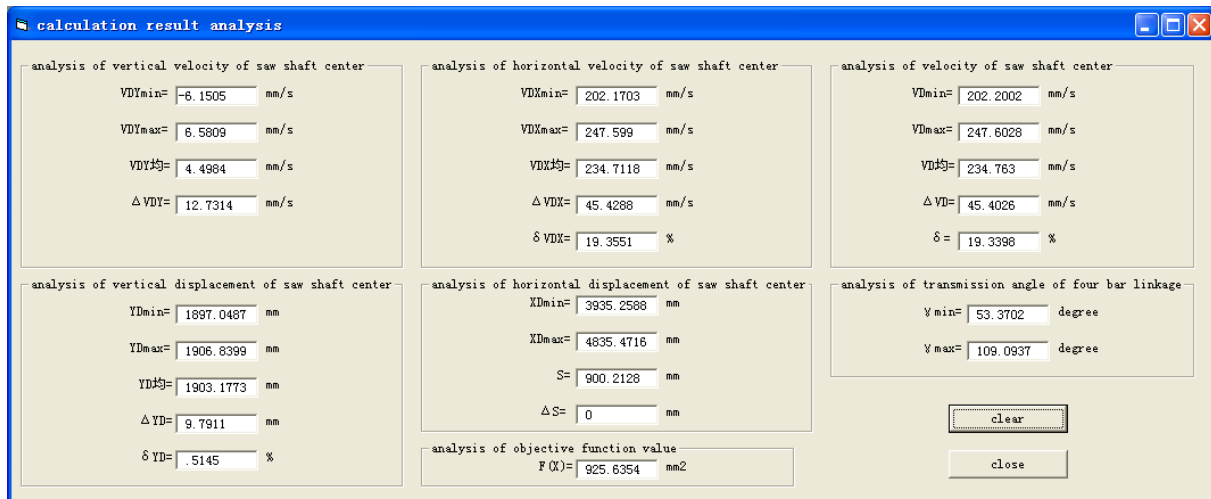 calculation result analysis
analysis of vertical velocity of saw shaft center
VDYmin= -6.1505 mm/s
VDYmax= 6.5809 mm/s
VDY均= 4.4984 mm/s
ΔVDY= 12.7314 mm/s
analysis of horizontal velocity of saw shaft center
VDXmin= 202.1703 mm/s
VDXmax= 247.599 mm/s
VDX均= 234.7118 mm/s
ΔVDX= 45.4288 mm/s
δVDX= 19.3551 %
analysis of velocity of saw shaft center
VDmin= 202.2002 mm/s
VDmax= 247.6028 mm/s
VD均= 234.763 mm/s
ΔVD= 45.4026 mm/s
δ= 19.3398 %
analysis of vertical displacement of saw shaft center
YDmin= 1897.0487 mm
YDmax= 1906.8399 mm
YD均= 1903.1773 mm
ΔYD= 9.7911 mm
δYD= .5145 %
analysis of horizontal displacement of saw shaft center
XDmin= 3935.2588 mm
XDmax= 4835.4716 mm
S= 900.2128 mm
ΔS= 0 mm
analysis of objective function value
F(X)= 925.6354 mm2
analysis of transmission angle of four bar linkage
γmin= 53.3702 degree
γmax= 109.0937 degree
clear
close